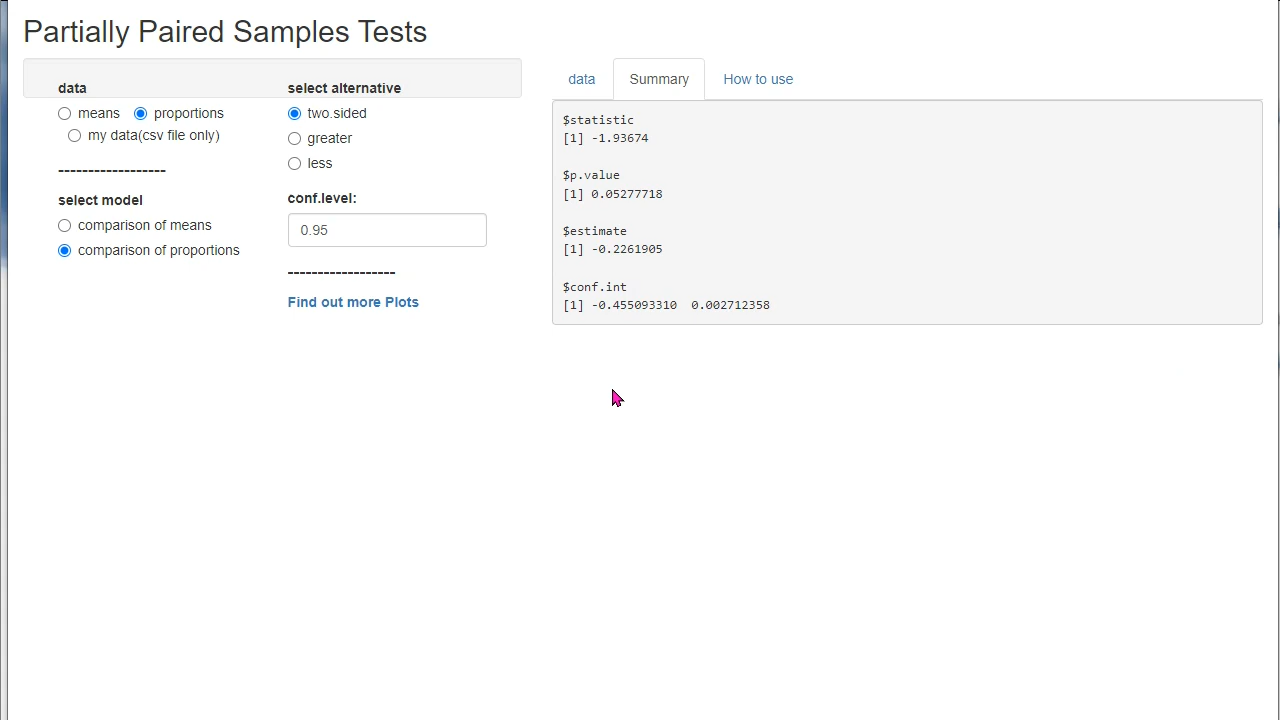 Partially Paired Samples Tests
data
means proportions
my data(csv file only)
------------------
select model
comparison of means
comparison of proportions
select alternative
two.sided
greater
less
conf.level:
0.95
------------------
Find out more Plots
data Summary How to use
$statistic
[1] -1.93674
$p.value
[1] 0.05277718
$estimate
[1] -0.2261905
$conf.int
[1] -0.455093310  0.002712358